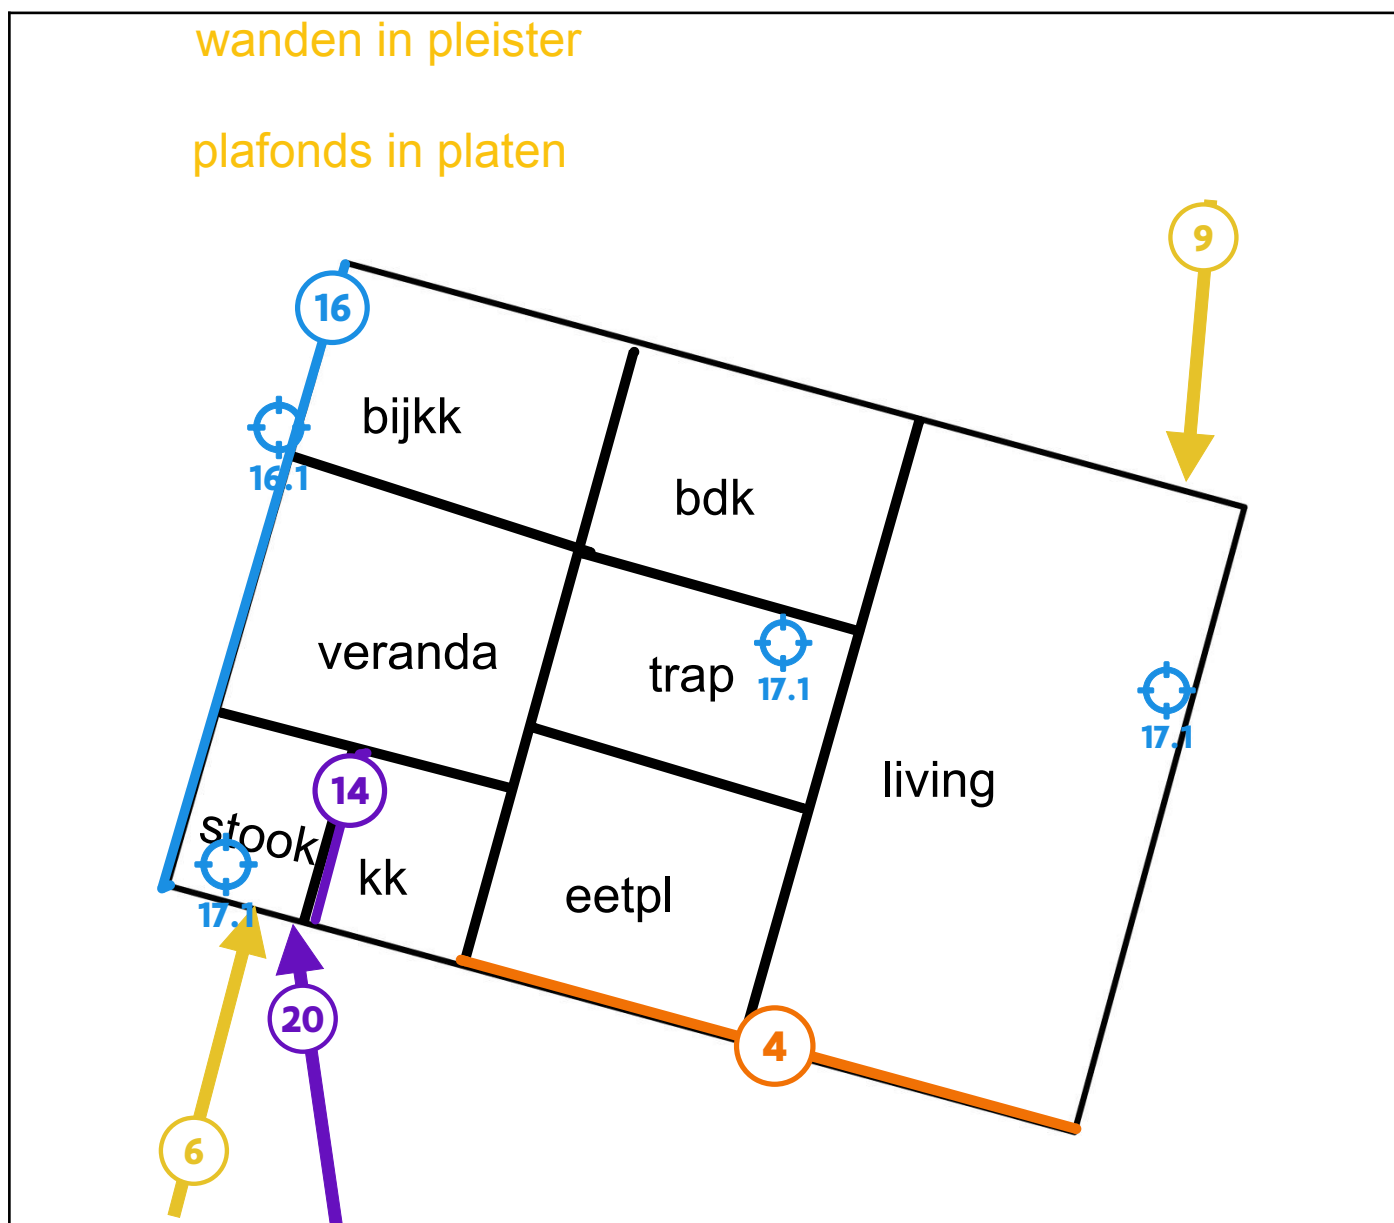 wanden in pleister
plafonds in platen
9
16
bijkk
16.1
bdk
veranda
trap
17.1
17.1
living
14
stook
kk
eetpl
17.1
20
4
6